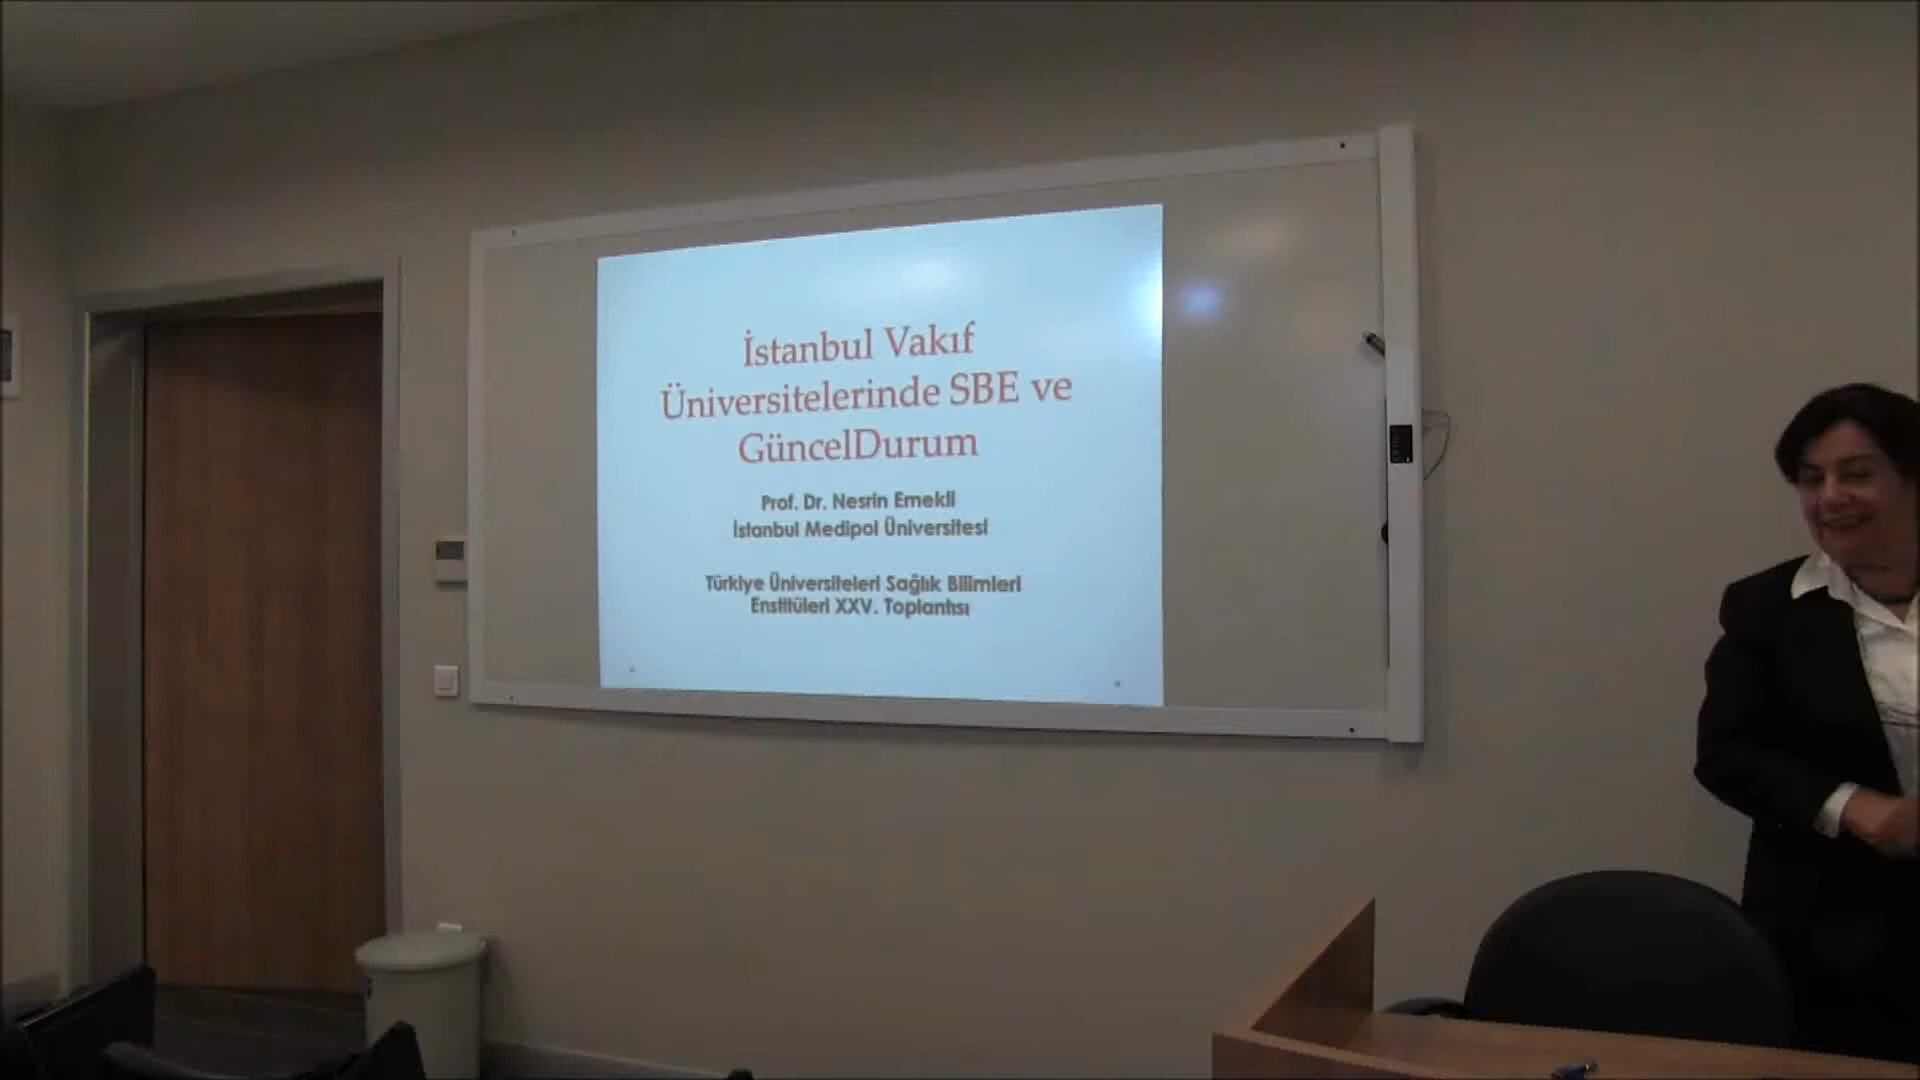 İstanbul Vakıf
Üniversitelerinde SBE ve
GüncelDurum
Prof. Dr. Nesrin Emekli
İstanbul Medipol Üniversitesi
Türkiye Üniversiteleri Sağlık Bilimleri
Enstitüleri XXV. Toplantısı